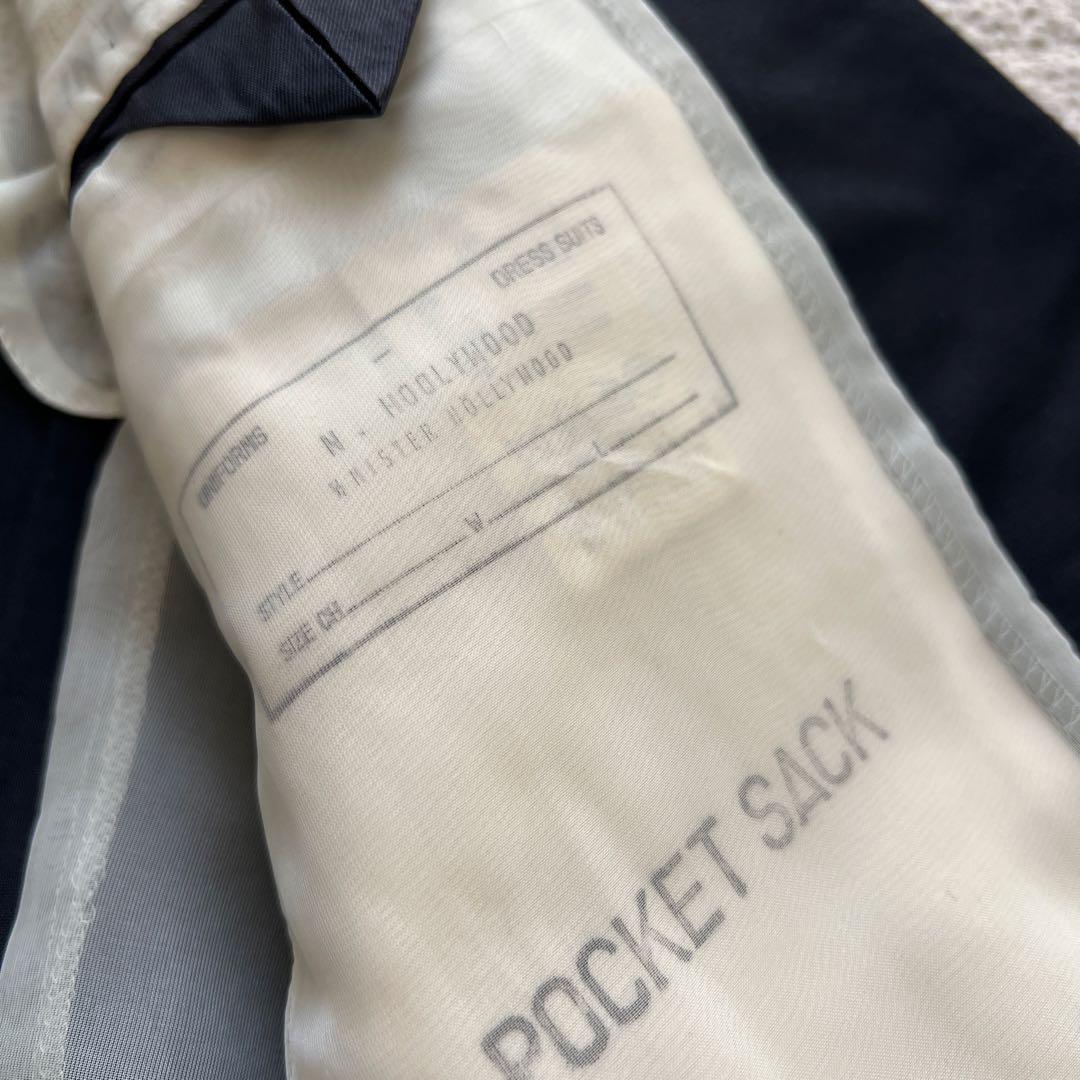 UNIFORMS - DRESS SUITS
N. HOOLYWOOD
MISTER HOLLYWOOD
STYLE
SIZE CH W L
POCKET SACK